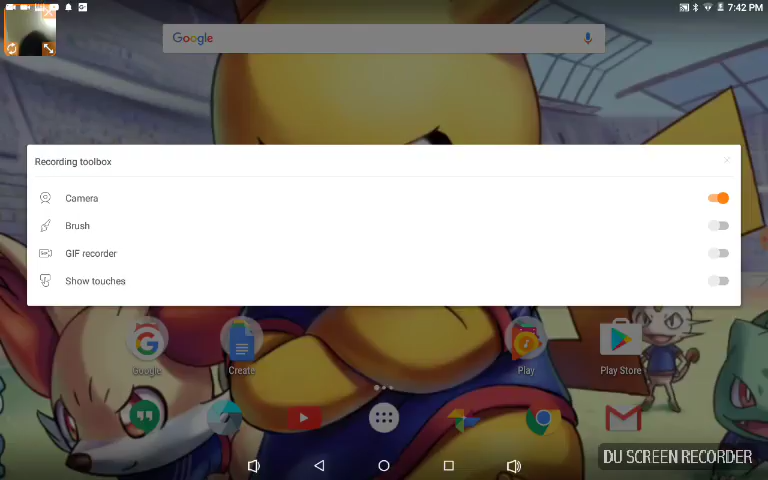 7:42 PM
Google
Recording toolbox
Camera
Brush
GIF recorder
Show touches
Google
Create
Play
Play Store
DU SCREEN RECORDER